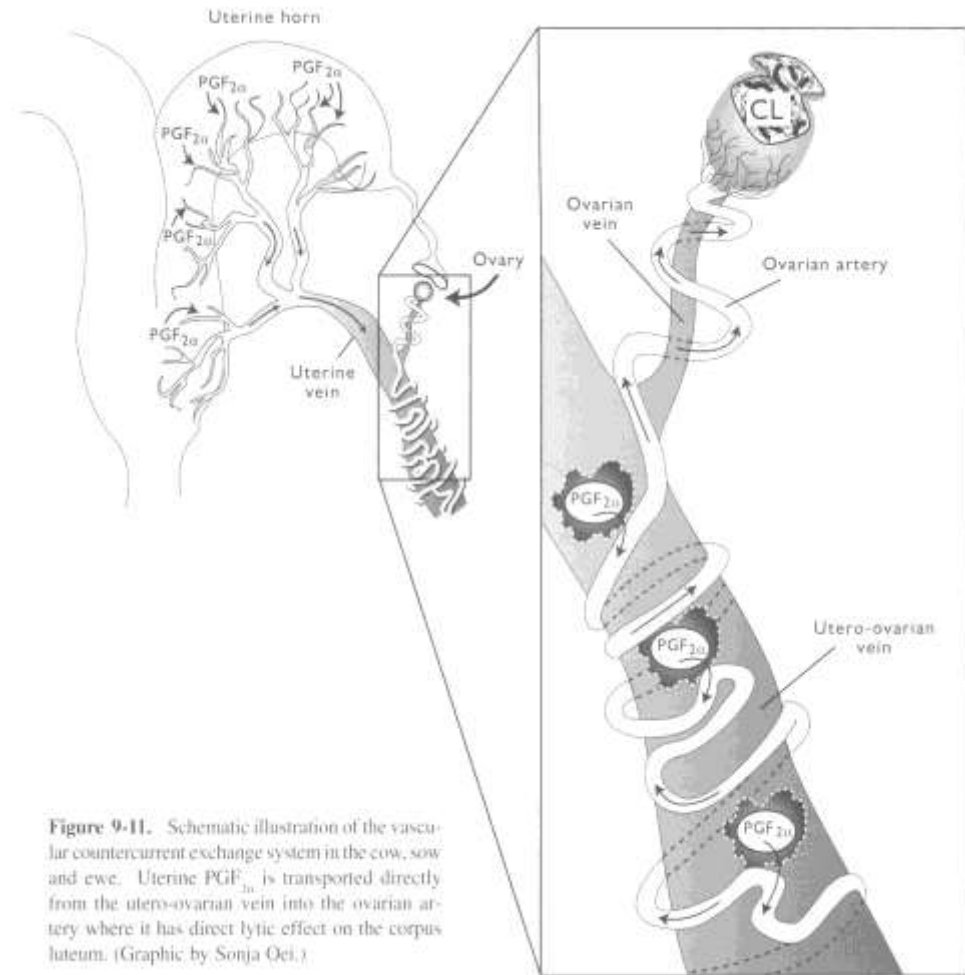 Uterine horn
PGF2α
PGF2α
PGF2α
PGF2α
PGF2α
Uterine
vein
Ovary
CL
Ovarian
vein
Ovarian artery
PGF2α
PGF2α
Utero-ovarian
vein
PGF2α
Figure 9-11. Schematic illustration of the vascu-
lar countercurrent exchange system in the cow, sow
and ewe. Uterine PGF2α is transported directly
from the utero-ovarian vein into the ovarian ar-
tery where it has direct lytic effect on the corpus
luteum. (Graphic by Sonja Oei.)